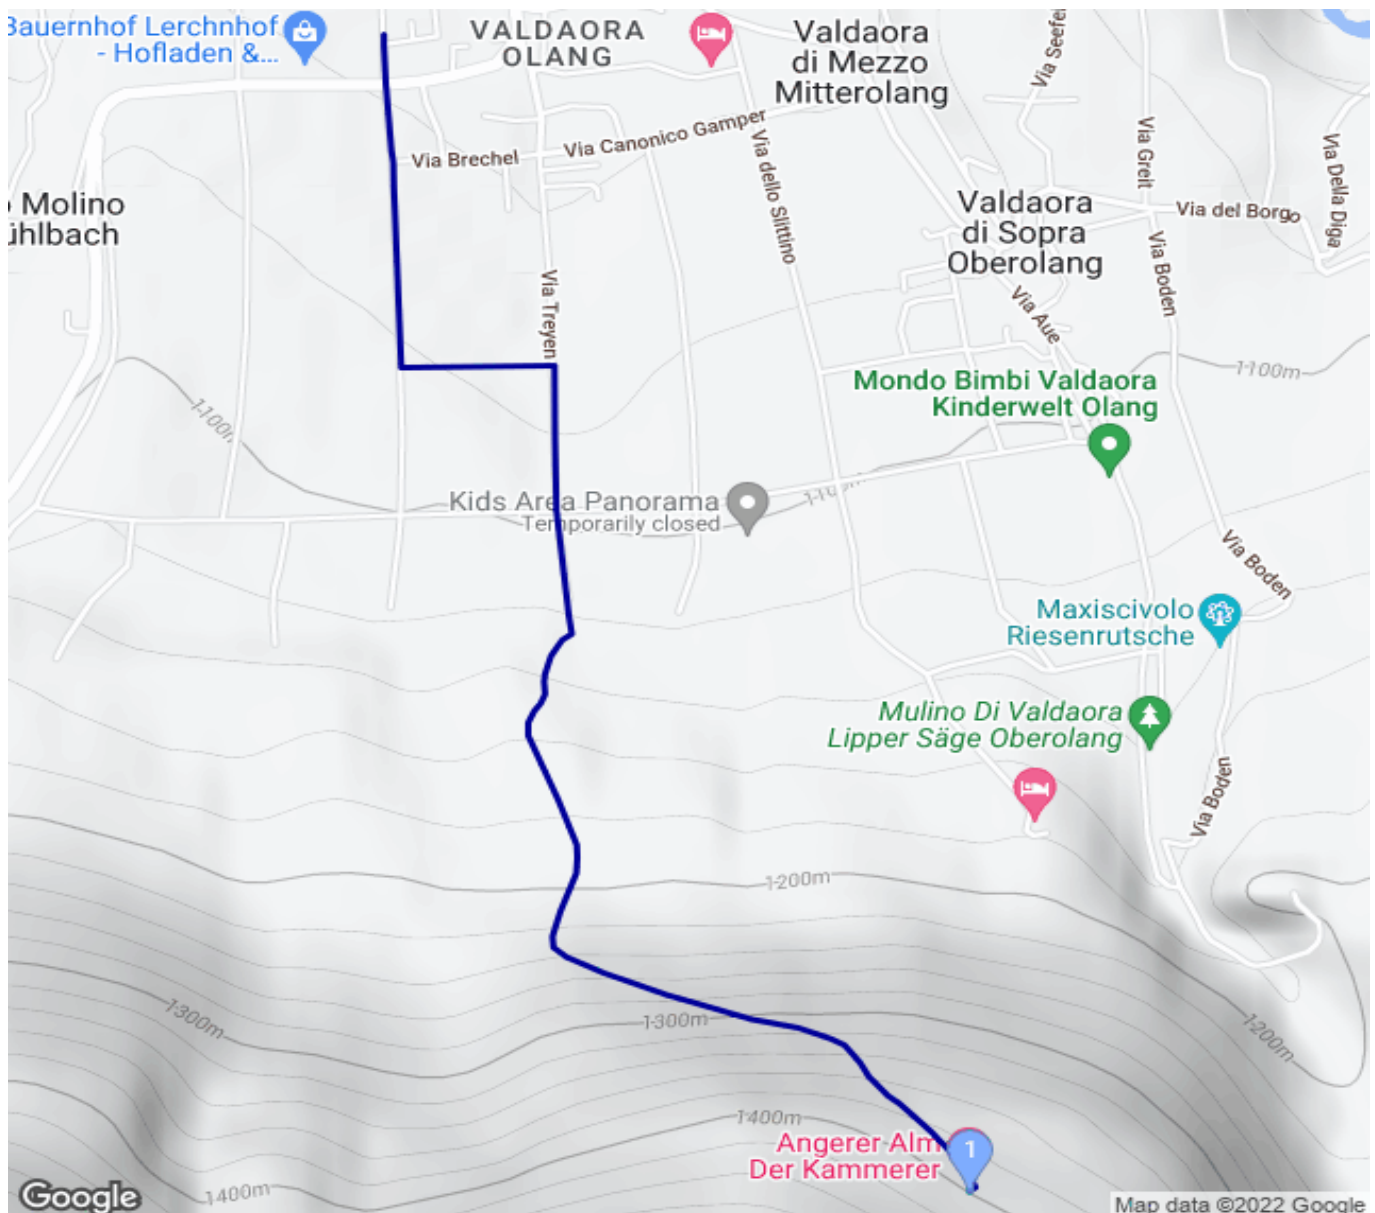 Bauernhof Lerchnhof
- Hofladen &...
VALDAORA
OLANG
Valdaora
di Mezzo
Mitterolang
Via Seefe
Via Canonico Gamper
Via Brechel
Via dello Slittino
Via Greit
Via Della Diga
Molino
ühlbach
Valdaora
di Sopra
Oberolang
Via del Borgo
Via Boden
Via Treyen
Via Aue
1100m
Mondo Bimbi Valdaora
Kinderwelt Olang
1100m
Kids Area Panorama
Temporarily closed
1100m
Via Boden
Maxiscivolo
Riesenrutsche
Mulino Di Valdaora
Lipper Säge Oberolang
Via Boden
1200m
1300m
1300m
1200m
1400m
Angerer Alm
Der Kammerer
1
1400m
Google
Map data ©2022 Google